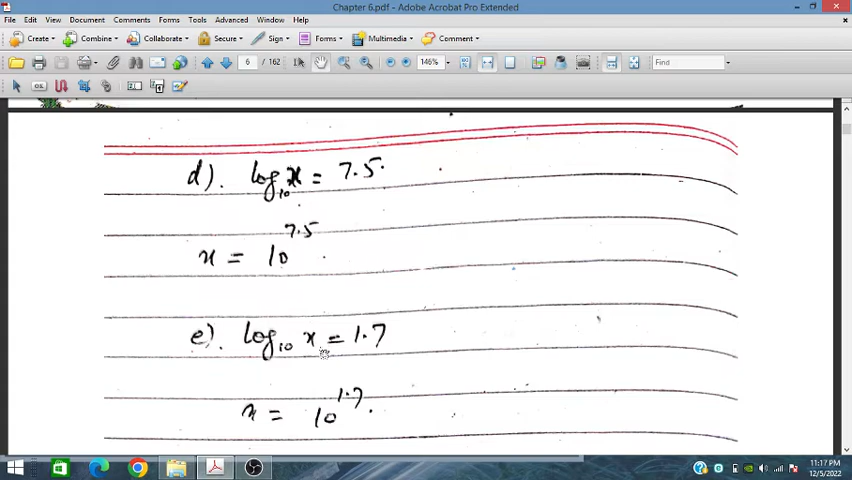 Chapter 6.pdf - Adobe Acrobat Pro Extended
File Edit View Document Comments Forms Tools Advanced Window Help
Create Combine Collaborate Secure Sign Forms Multimedia Comment
6 / 162 146% Find
d). log₁₀ x = 7.5.
x = 10^7.5
e). log₁₀ x = 1.7
x = 10^1.7.
11:17 PM
12/5/2022